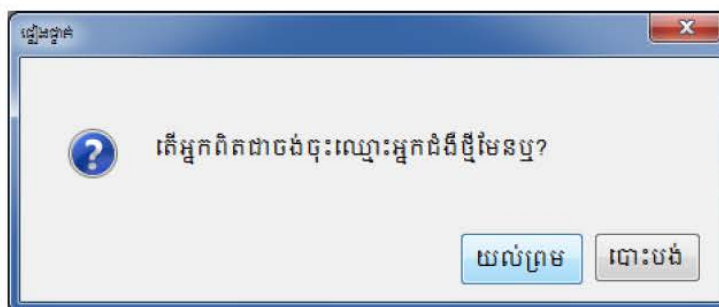 ផ្ទៀងផ្ទាត់
តើអ្នកពិតជាចង់ចុះឈ្មោះអ្នកជំងឺថ្មីមែនឬ?
យល់ព្រម បោះបង់